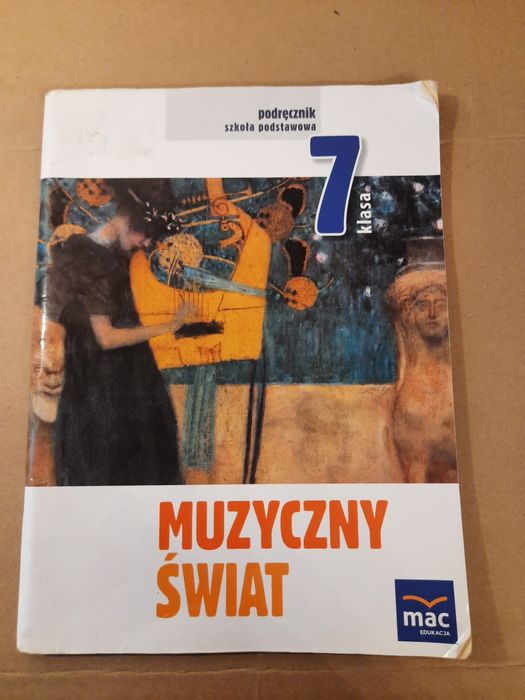 podręcznik
szkoła podstawowa
7
klasa
MUZYCZNY
ŚWIAT
mac
EDUKACJA